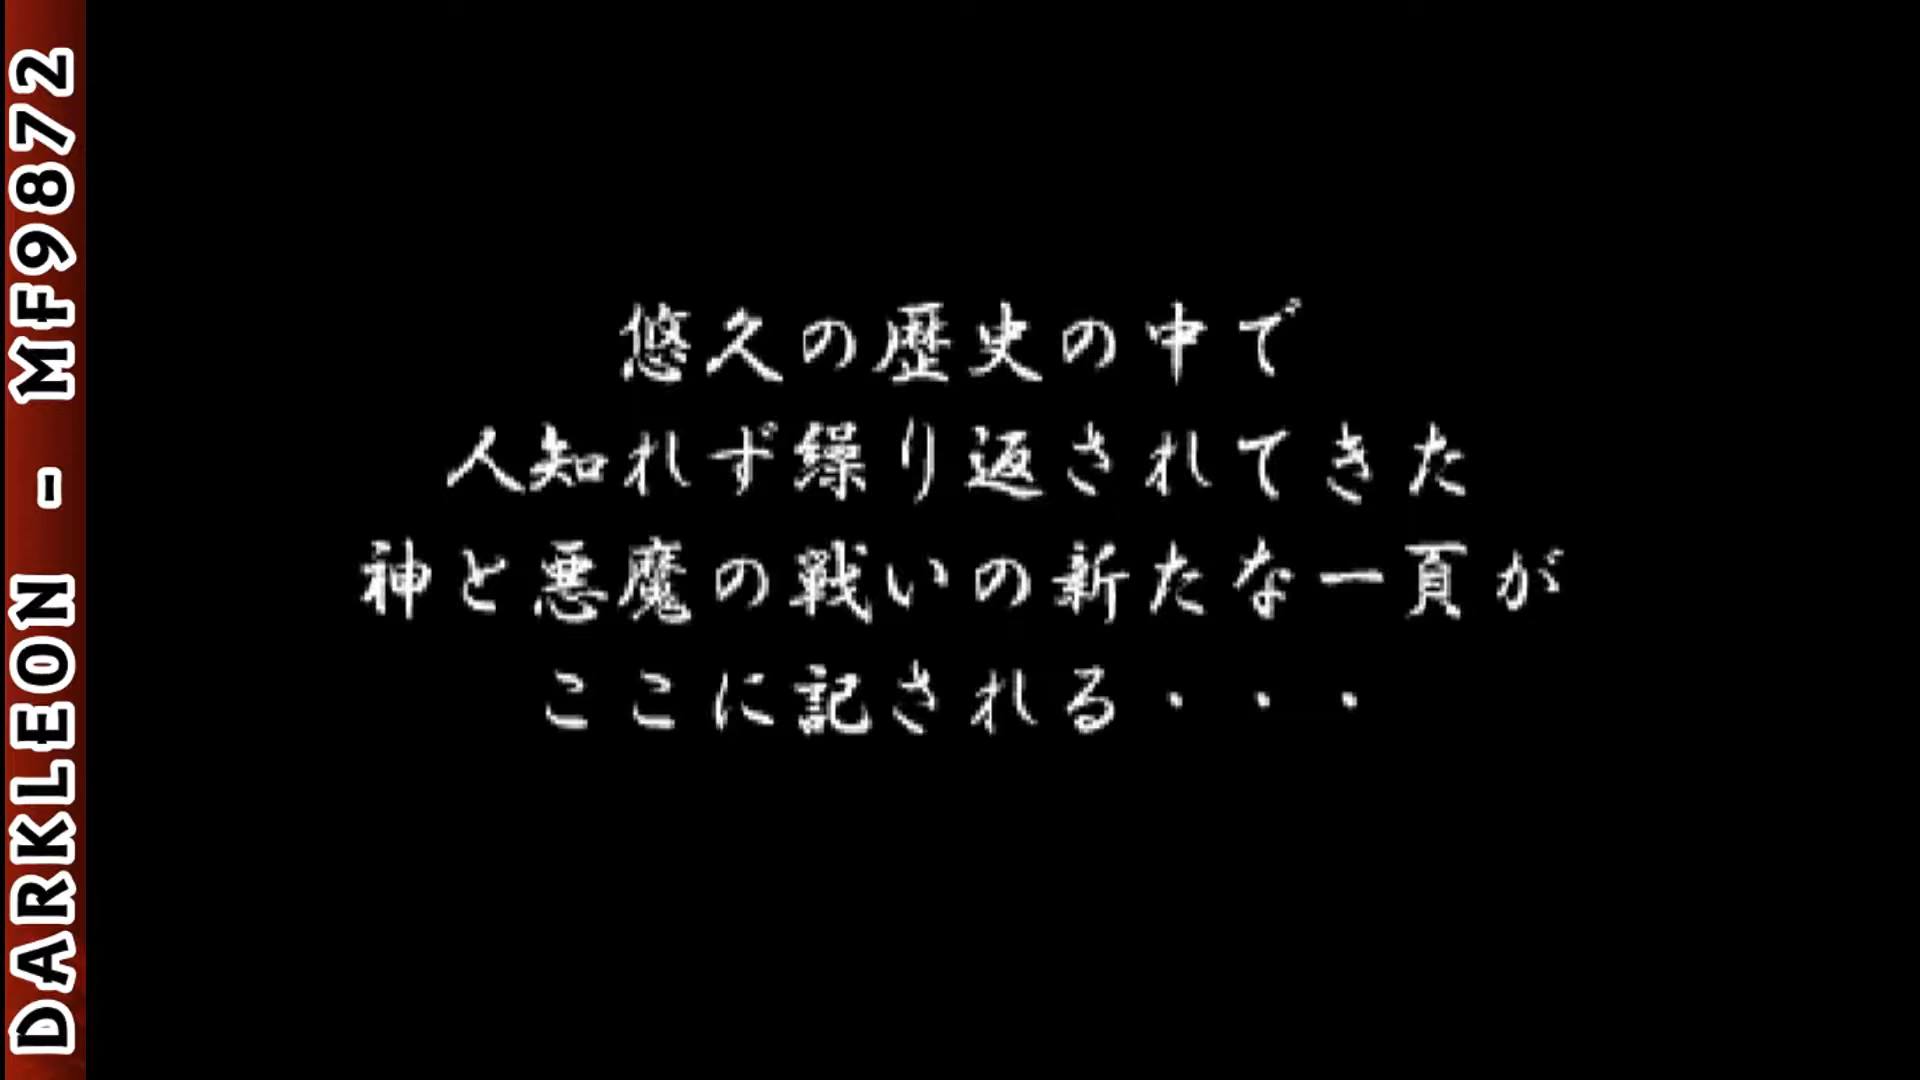 DARKLEON - MF9872
悠久の歴史の中で
人知れず繰り返されてきた
神と悪魔の戦いの新たな一頁が
ここに記される・・・